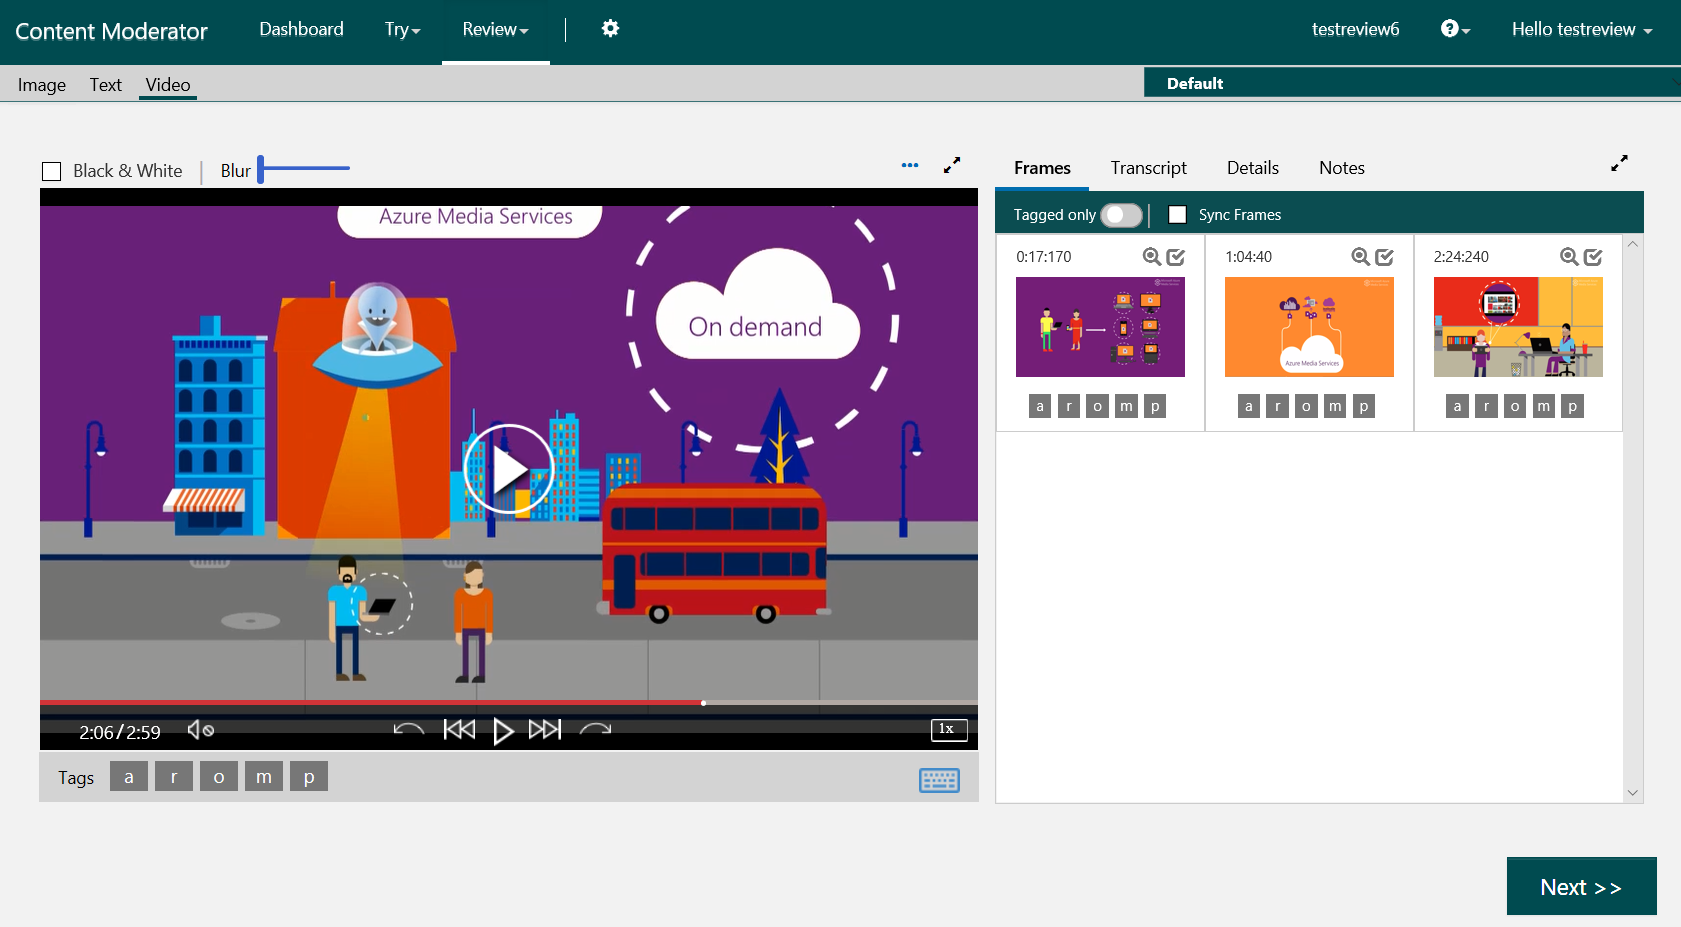 Content Moderator Dashboard Try Review testreview6 ? Hello testreview
Image Text Video Default
Black & White | Blur
Azure Media Services
On demand
2:06 / 2:59
1x
Tags a r o m p
Frames Transcript Details Notes
Tagged only | Sync Frames
0:17:170 1:04:40 2:24:240
Azure Media Services
a r o m p a r o m p a r o m p
Next >>